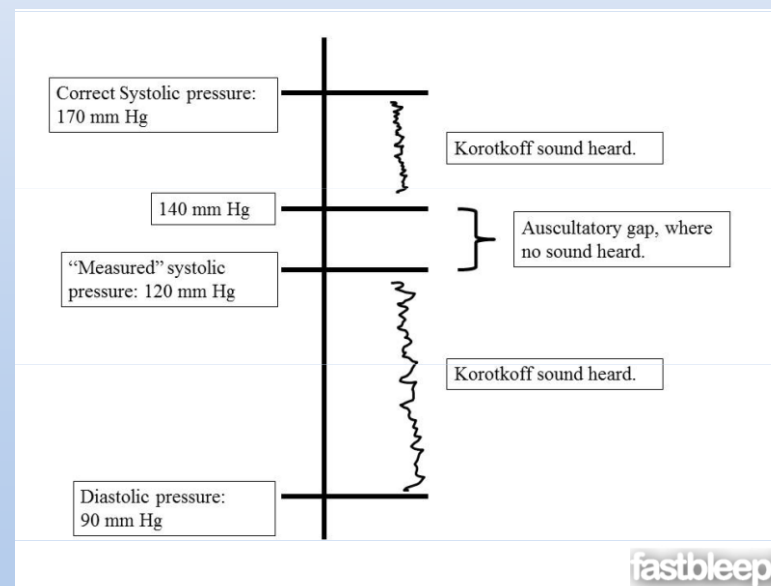 Correct Systolic pressure:
170 mm Hg
Korotkoff sound heard.
140 mm Hg
Auscultatory gap, where
no sound heard.
“Measured” systolic
pressure: 120 mm Hg
Korotkoff sound heard.
Diastolic pressure:
90 mm Hg
fastbleep